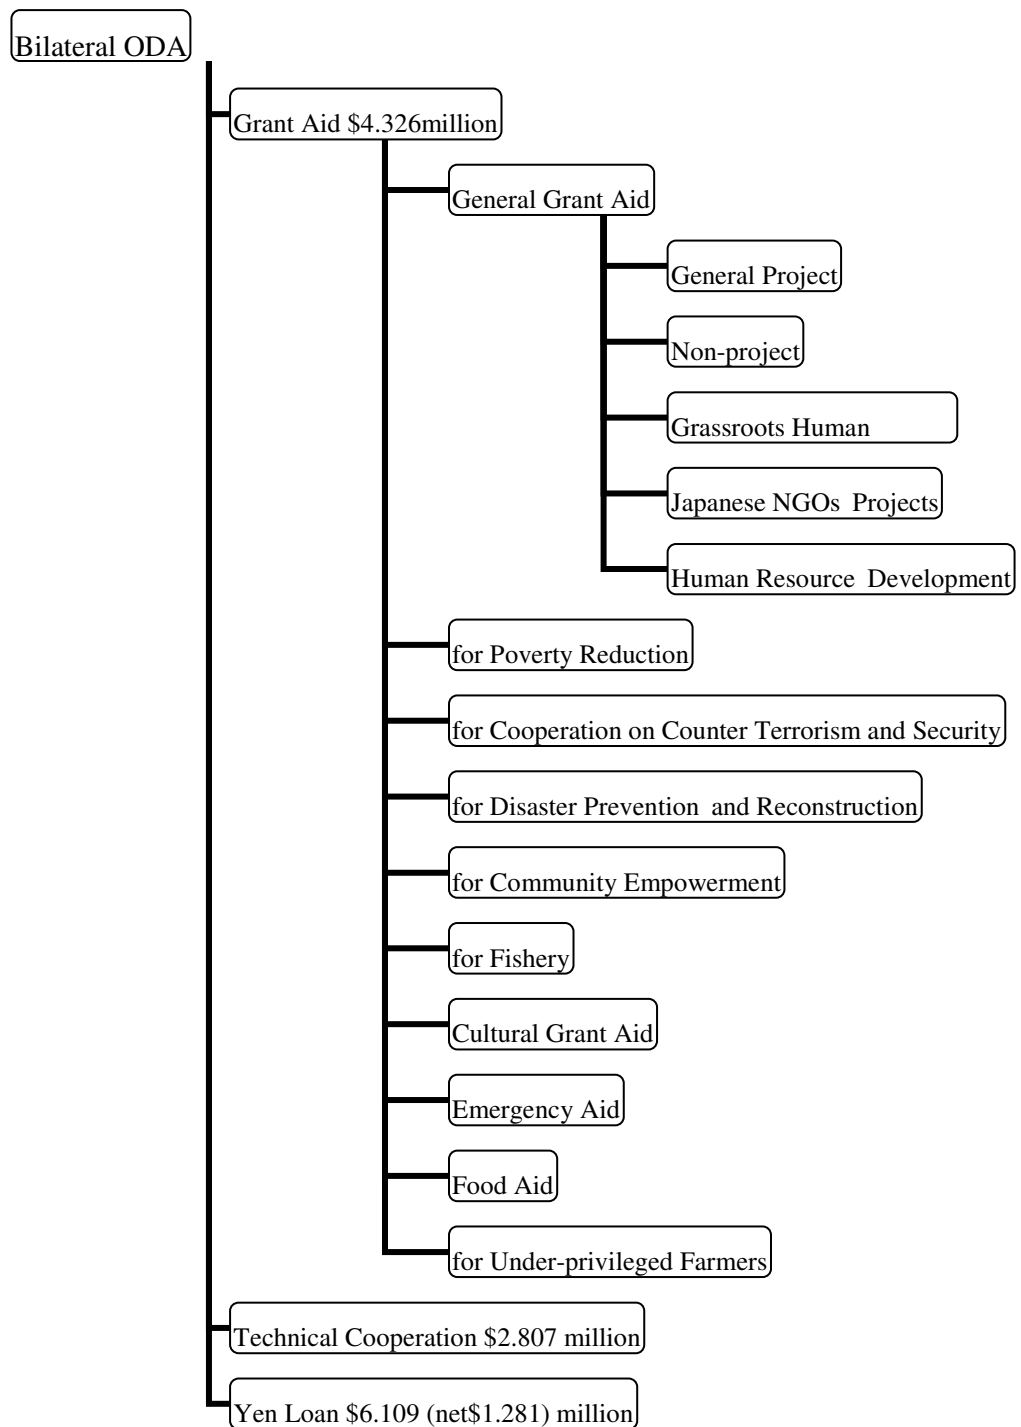 Bilateral ODA
Grant Aid $4.326million
General Grant Aid
General Project
Non-project
Grassroots Human
Japanese NGOs  Projects
Human Resource  Development
for Poverty Reduction
for Cooperation on Counter Terrorism and Security
for Disaster Prevention  and Reconstruction
for Community Empowerment
for Fishery
Cultural Grant Aid
Emergency Aid
Food Aid
for Under-privileged Farmers
Technical Cooperation $2.807 million
Yen Loan $6.109 (net$1.281) million